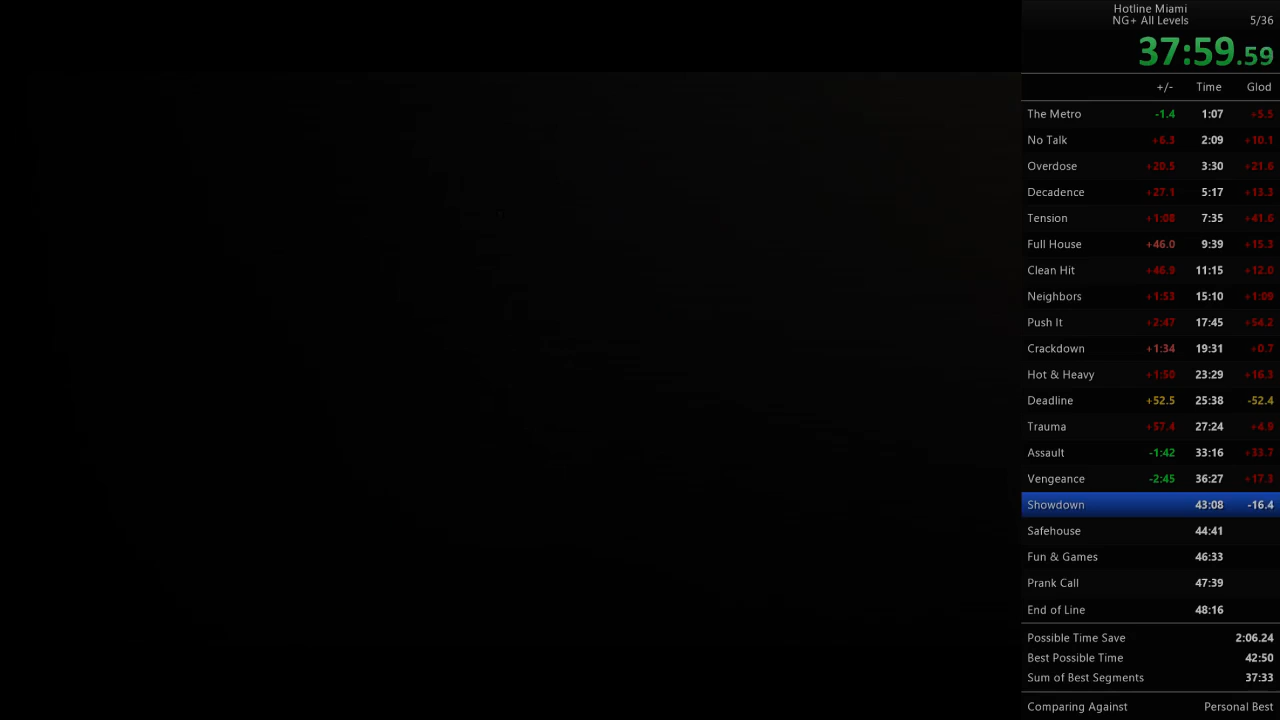 Hotline Miami
NG+ All Levels 5/36
37:59.59
+/- Time Glod
The Metro -1.4 1:07 +5.5
No Talk +6.3 2:09 +10.1
Overdose +20.5 3:30 +21.6
Decadence +27.1 5:17 +13.3
Tension +1:08 7:35 +41.6
Full House +46.0 9:39 +15.3
Clean Hit +46.9 11:15 +12.0
Neighbors +1:53 15:10 +1:09
Push It +2:47 17:45 +54.2
Crackdown +1:34 19:31 +0.7
Hot & Heavy +1:50 23:29 +16.3
Deadline +52.5 25:38 -52.4
Trauma +57.4 27:24 +4.9
Assault -1:42 33:16 +33.7
Vengeance -2:45 36:27 +17.3
Showdown 43:08 -16.4
Safehouse 44:41
Fun & Games 46:33
Prank Call 47:39
End of Line 48:16
Possible Time Save 2:06.24
Best Possible Time 42:50
Sum of Best Segments 37:33
Comparing Against Personal Best